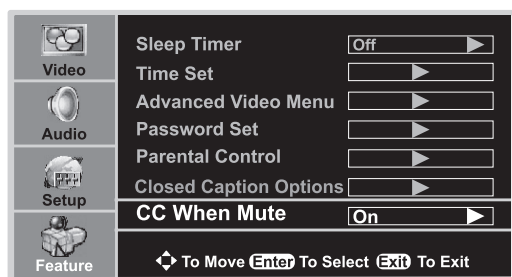 Video
Audio
Setup
Feature
Sleep Timer Off
Time Set
Advanced Video Menu
Password Set
Parental Control
Closed Caption Options
CC When Mute On
To Move Enter To Select Exit To Exit